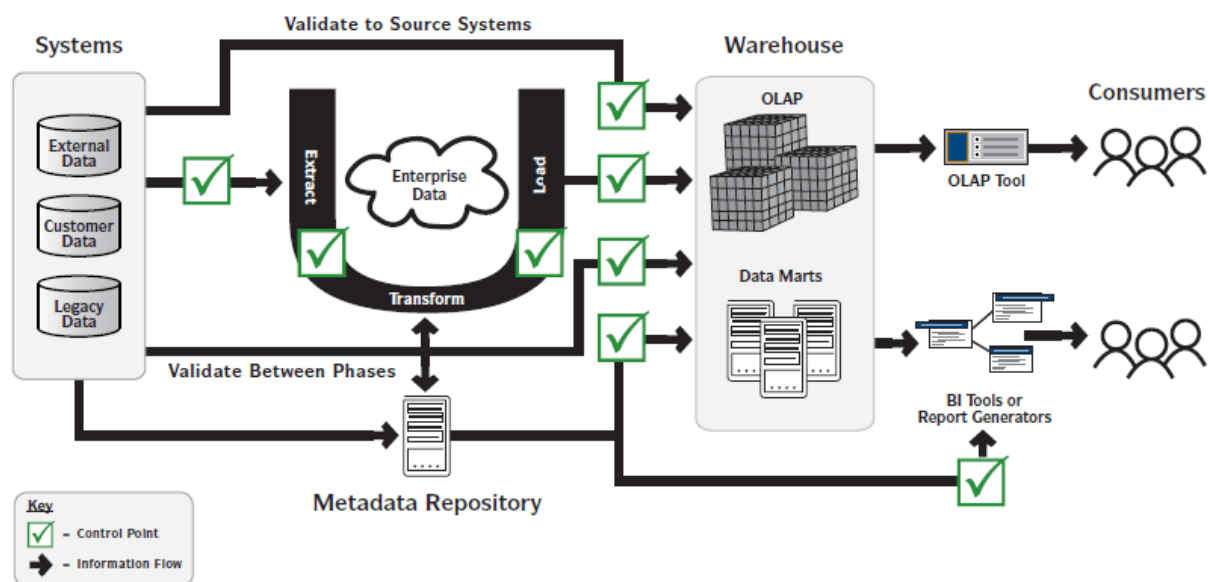 Validate to Source Systems
Systems
Warehouse
Consumers
External
Data
Customer
Data
Legacy
Data
Extract
Enterprise
Data
Load
Transform
OLAP
OLAP Tool
Data Marts
Validate Between Phases
BI Tools or
Report Generators
Metadata Repository
Key
– Control Point
– Information Flow